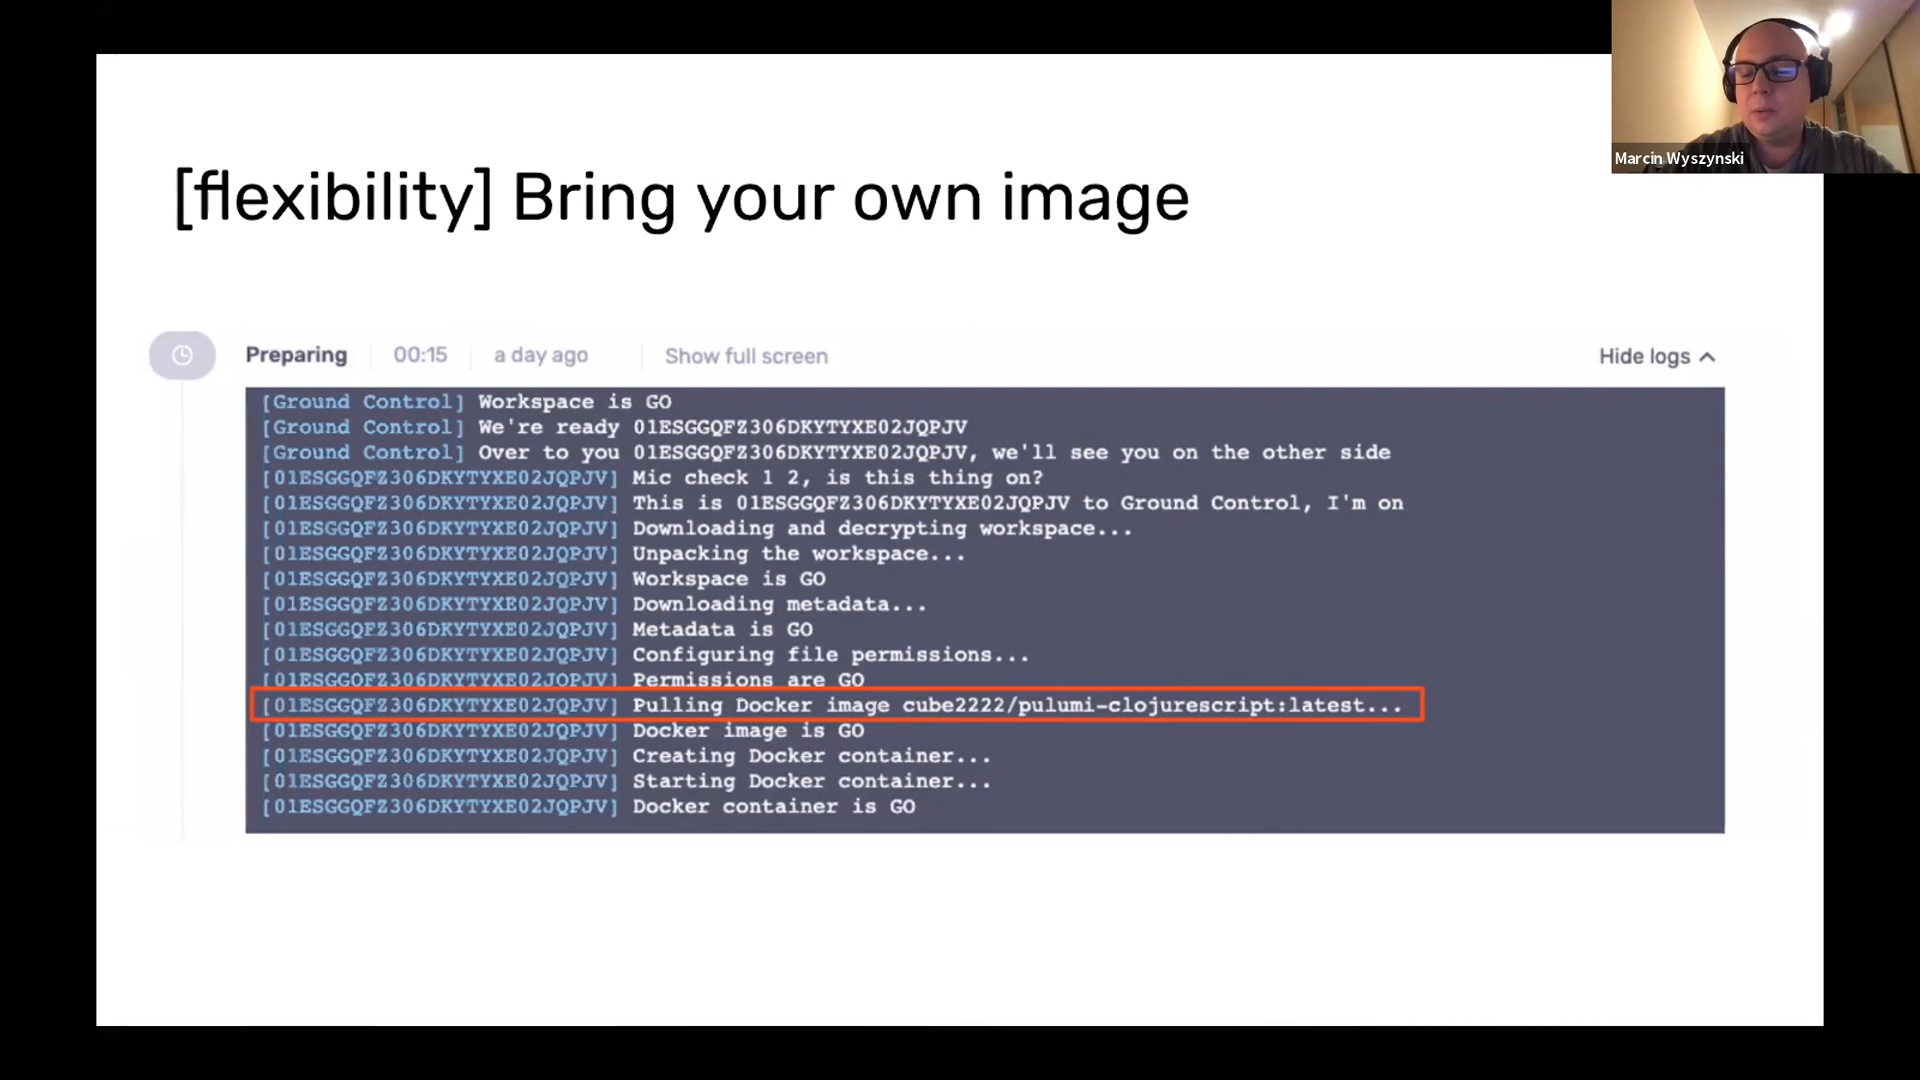 Marcin Wyszynski
[flexibility] Bring your own image
Preparing 00:15 a day ago Show full screen Hide logs
[Ground Control] Workspace is GO
[Ground Control] We're ready 01ESGGQFZ306DKYTYXE02JQPJV
[Ground Control] Over to you 01ESGGQFZ306DKYTYXE02JQPJV, we'll see you on the other side
[01ESGGQFZ306DKYTYXE02JQPJV] Mic check 1 2, is this thing on?
[01ESGGQFZ306DKYTYXE02JQPJV] This is 01ESGGQFZ306DKYTYXE02JQPJV to Ground Control, I'm on
[01ESGGQFZ306DKYTYXE02JQPJV] Downloading and decrypting workspace...
[01ESGGQFZ306DKYTYXE02JQPJV] Unpacking the workspace...
[01ESGGQFZ306DKYTYXE02JQPJV] Workspace is GO
[01ESGGQFZ306DKYTYXE02JQPJV] Downloading metadata...
[01ESGGQFZ306DKYTYXE02JQPJV] Metadata is GO
[01ESGGQFZ306DKYTYXE02JQPJV] Configuring file permissions...
[01ESGGQFZ306DKYTYXE02JQPJV] Permissions are GO
[01ESGGQFZ306DKYTYXE02JQPJV] Pulling Docker image cube2222/pulumi-clojurescript:latest...
[01ESGGQFZ306DKYTYXE02JQPJV] Docker image is GO
[01ESGGQFZ306DKYTYXE02JQPJV] Creating Docker container...
[01ESGGQFZ306DKYTYXE02JQPJV] Starting Docker container...
[01ESGGQFZ306DKYTYXE02JQPJV] Docker container is GO